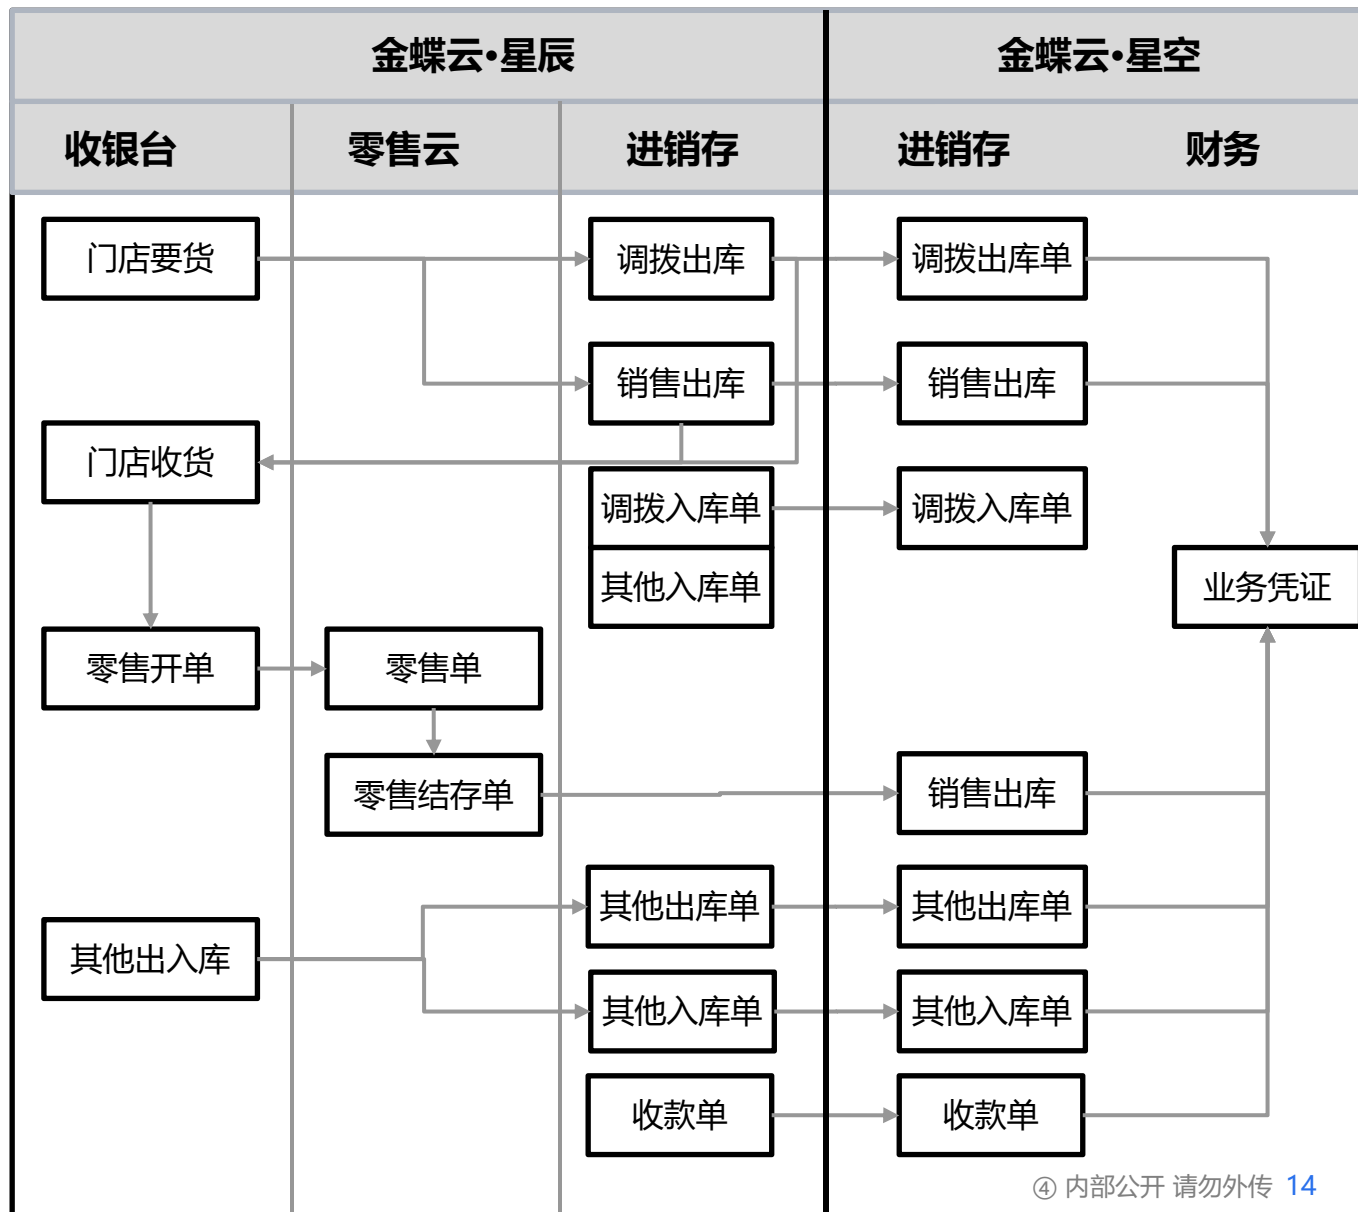 金蝶云·星辰 金蝶云·星空
收银台 零售云 进销存 进销存 财务
门店要货 调拨出库 调拨出库单
销售出库 销售出库
门店收货
调拨入库单 调拨入库单
其他入库单 业务凭证
零售开单 零售单
零售结存单 销售出库
其他出库单 其他出库单
其他出入库
其他入库单 其他入库单
收款单 收款单
④ 内部公开 请勿外传 14